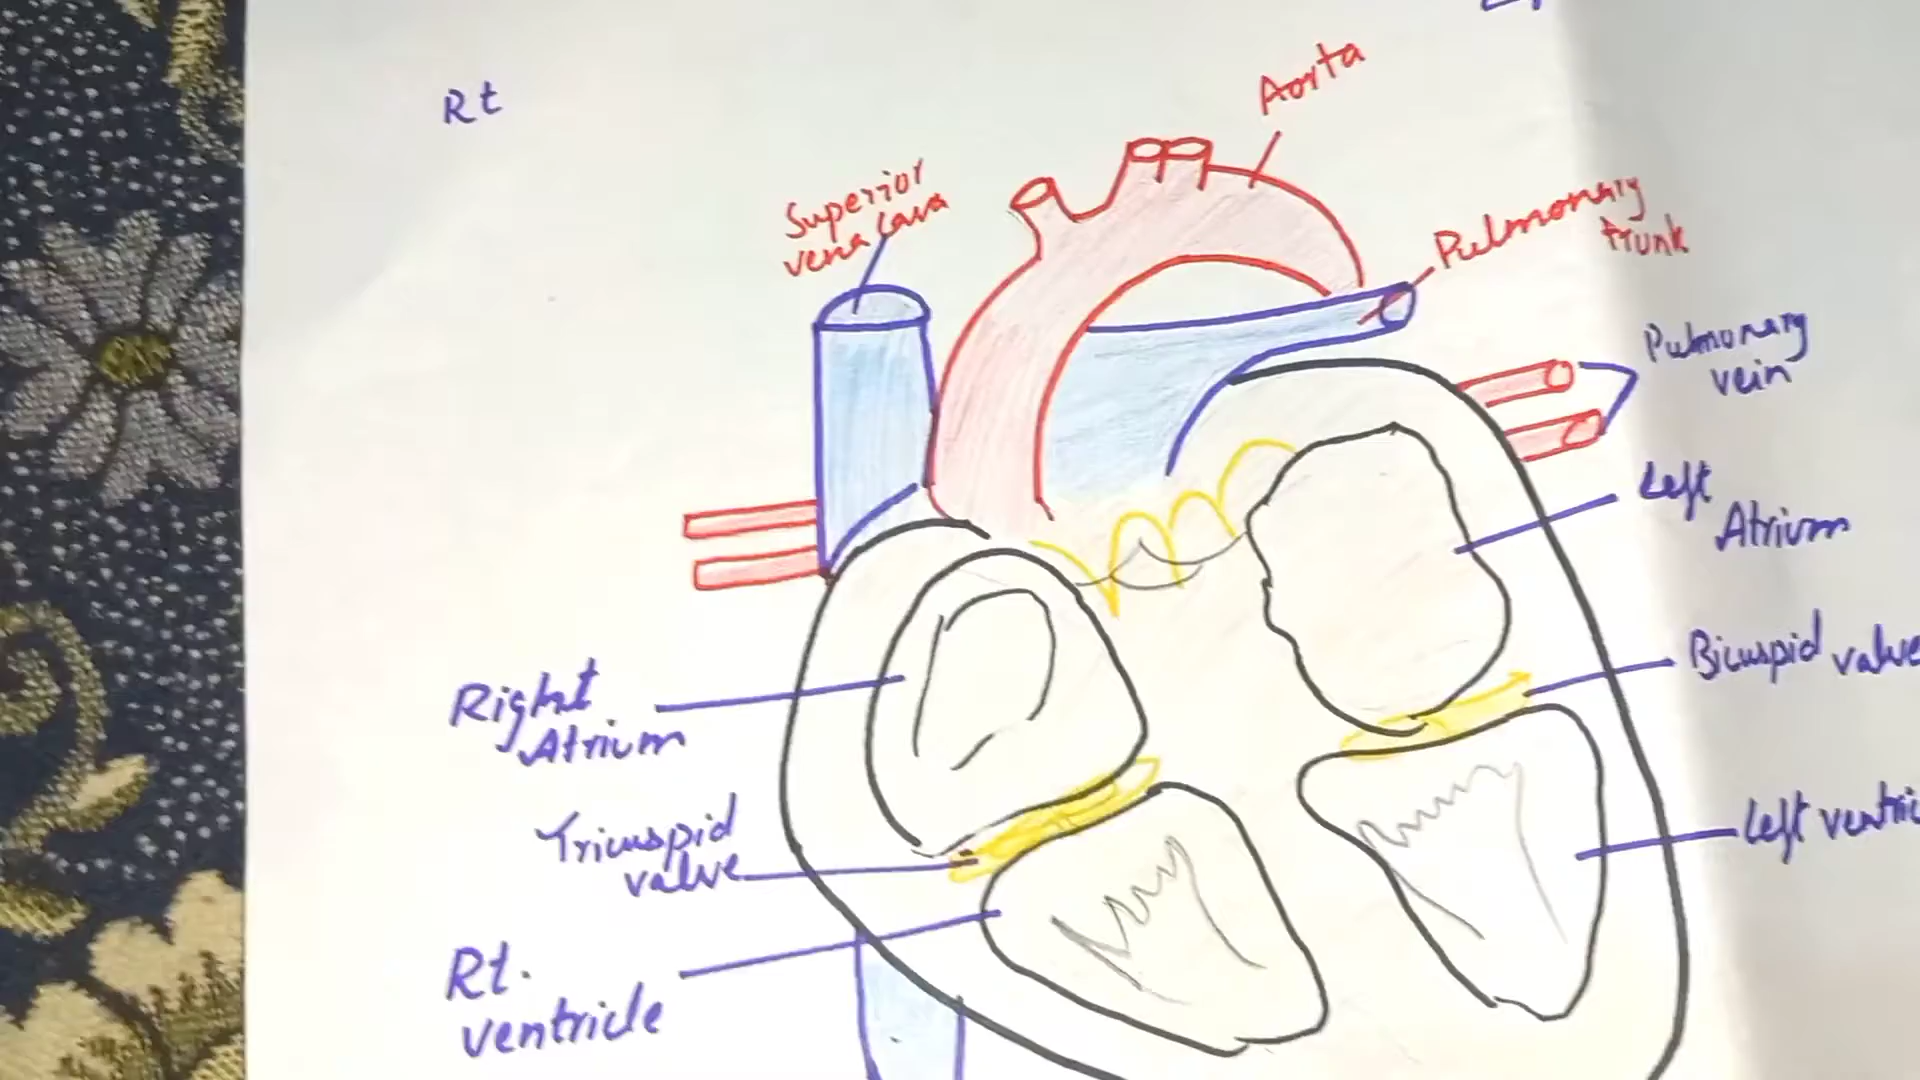 Rt
Aorta
Superior
vena cava
Pulmonary
trunk
Pulmonary
vein
Left
Atrium
Bicuspid valve
Right
Atrium
Tricuspid
valve
Left
Rt.
ventricle